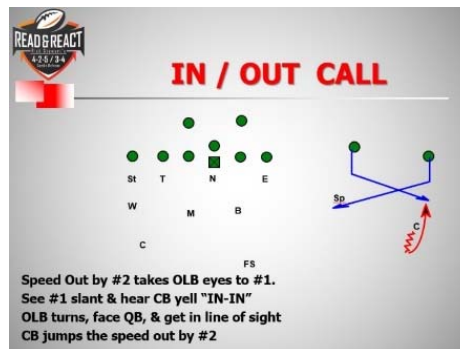 READ & REACT
4-2-5 / 3-4
IN / OUT CALL
St T N E
W M B Sp
C C
FS
Speed Out by #2 takes OLB eyes to #1.
See #1 slant & hear CB yell “IN-IN”
OLB turns, face QB, & get in line of sight
CB jumps the speed out by #2